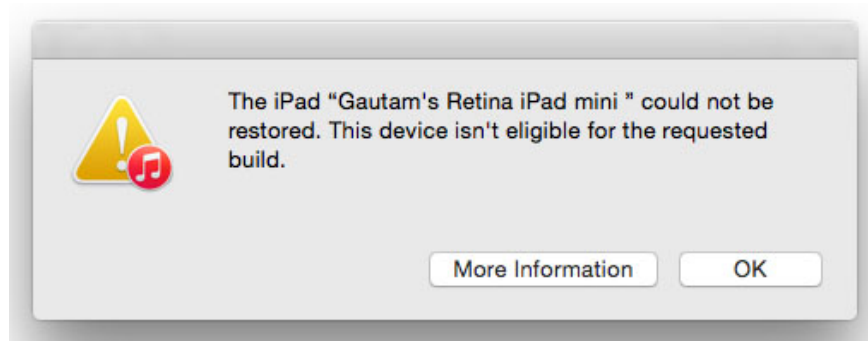 The iPad “Gautam's Retina iPad mini ” could not be
restored. This device isn't eligible for the requested
build.
More Information
OK